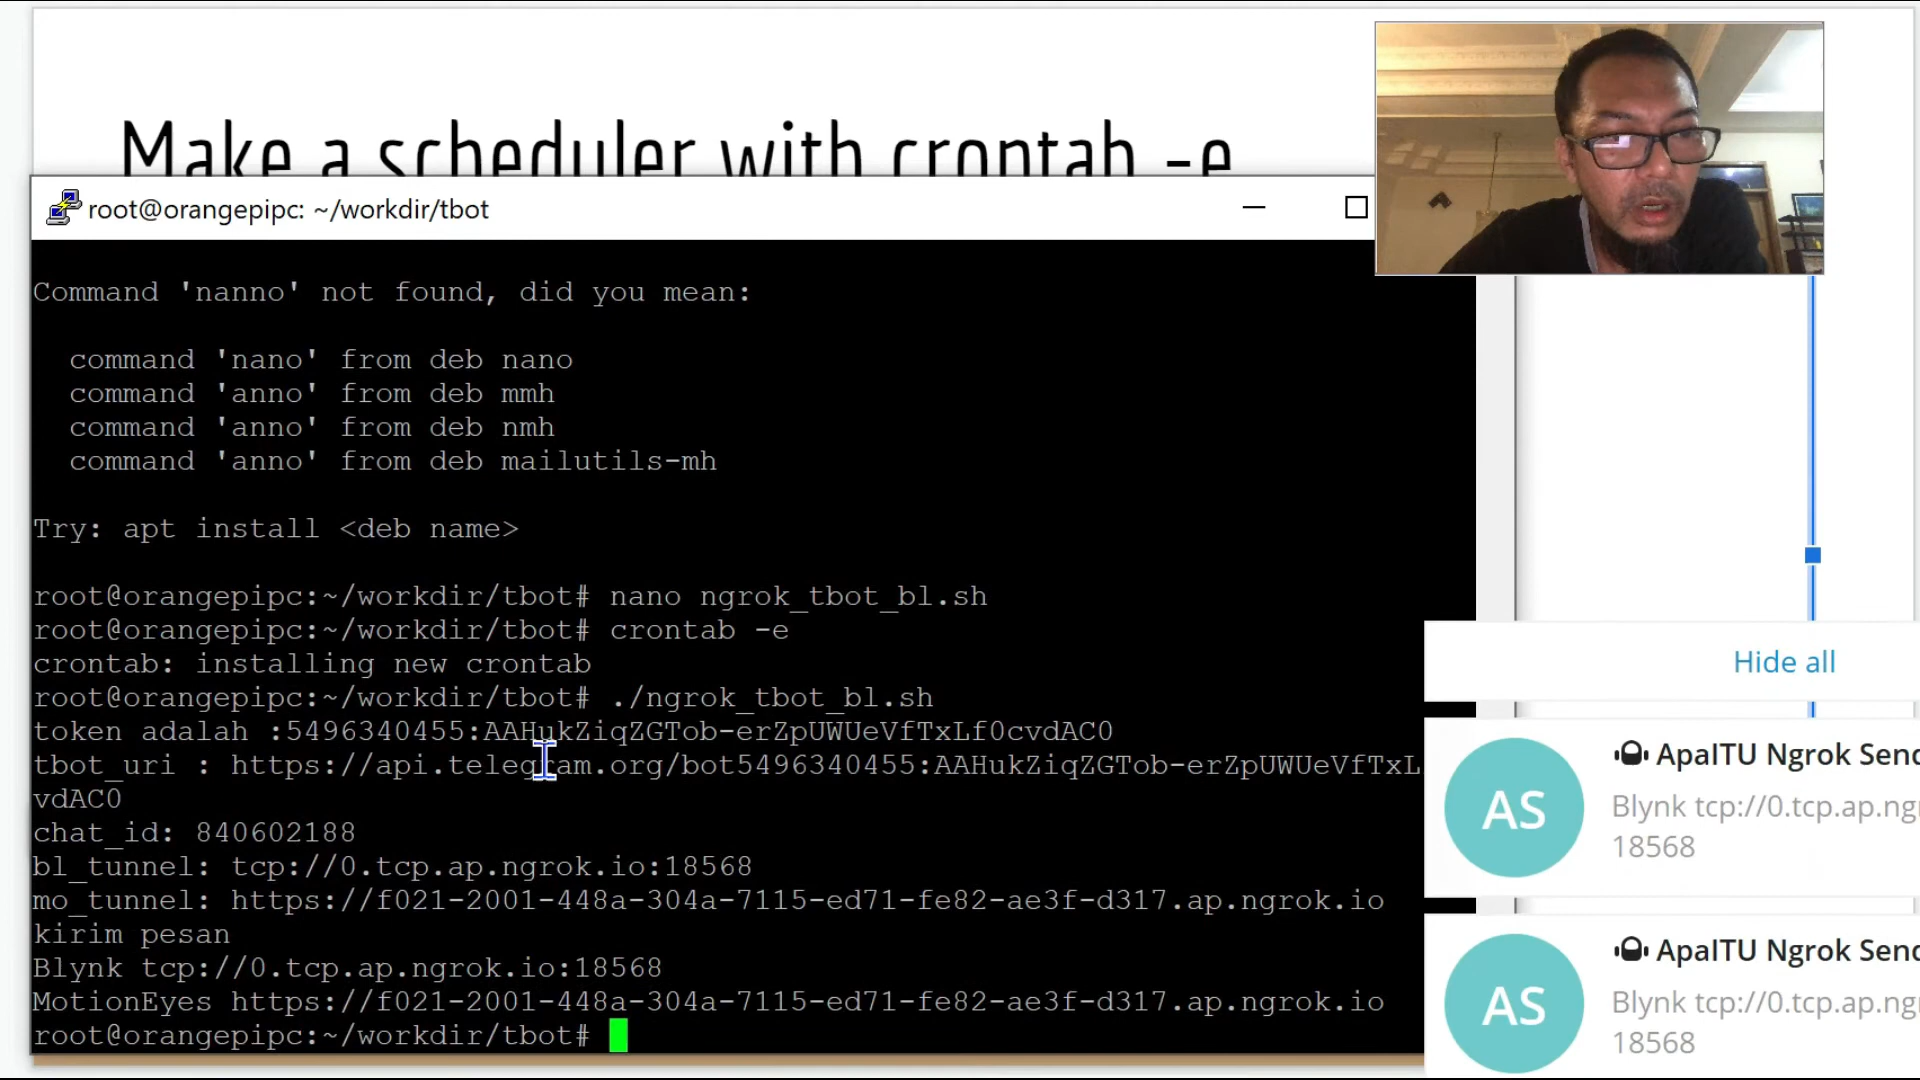 Make a scheduler with crontab -e
root@orangepipc: ~/workdir/tbot
Command 'nanno' not found, did you mean:
command 'nano' from deb nano
command 'anno' from deb mmh
command 'anno' from deb nmh
command 'anno' from deb mailutils-mh
Try: apt install <deb name>
root@orangepipc:~/workdir/tbot# nano ngrok_tbot_bl.sh
root@orangepipc:~/workdir/tbot# crontab -e
crontab: installing new crontab
root@orangepipc:~/workdir/tbot# ./ngrok_tbot_bl.sh
token adalah :5496340455:AAHukZiqZGTob-erZpUWUeVfTxLf0cvdAC0
tbot_uri : https://api.telegram.org/bot5496340455:AAHukZiqZGTob-erZpUWUeVfTxL
vdAC0
chat_id: 840602188
bl_tunnel: tcp://0.tcp.ap.ngrok.io:18568
mo_tunnel: https://f021-2001-448a-304a-7115-ed71-fe82-ae3f-d317.ap.ngrok.io
kirim pesan
Blynk tcp://0.tcp.ap.ngrok.io:18568
MotionEyes https://f021-2001-448a-304a-7115-ed71-fe82-ae3f-d317.ap.ngrok.io
root@orangepipc:~/workdir/tbot#
Hide all
AS
ApaITU Ngrok Send
Blynk tcp://0.tcp.ap.ng
18568
AS
ApaITU Ngrok Send
Blynk tcp://0.tcp.ap.ng
18568